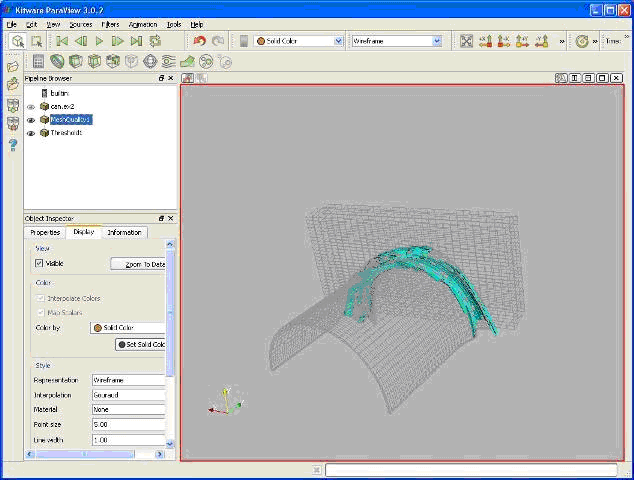 Kitware ParaView 3.0.2
File Edit View Sources Filters Animation Tools Help
Solid Color Wireframe +X -X +Y -Y » » Time: »
Pipeline Browser
builtin:
can.ex2
MeshQuality1
Threshold1
Object Inspector
Properties Display Information
View
Visible Zoom To Data
Color
Interpolate Colors
Map Scalars
Color by Solid Color
Set Solid Colo
Style
Representation Wireframe
Interpolation Gouraud
Material None
Point size 5.00
Line width 1.00